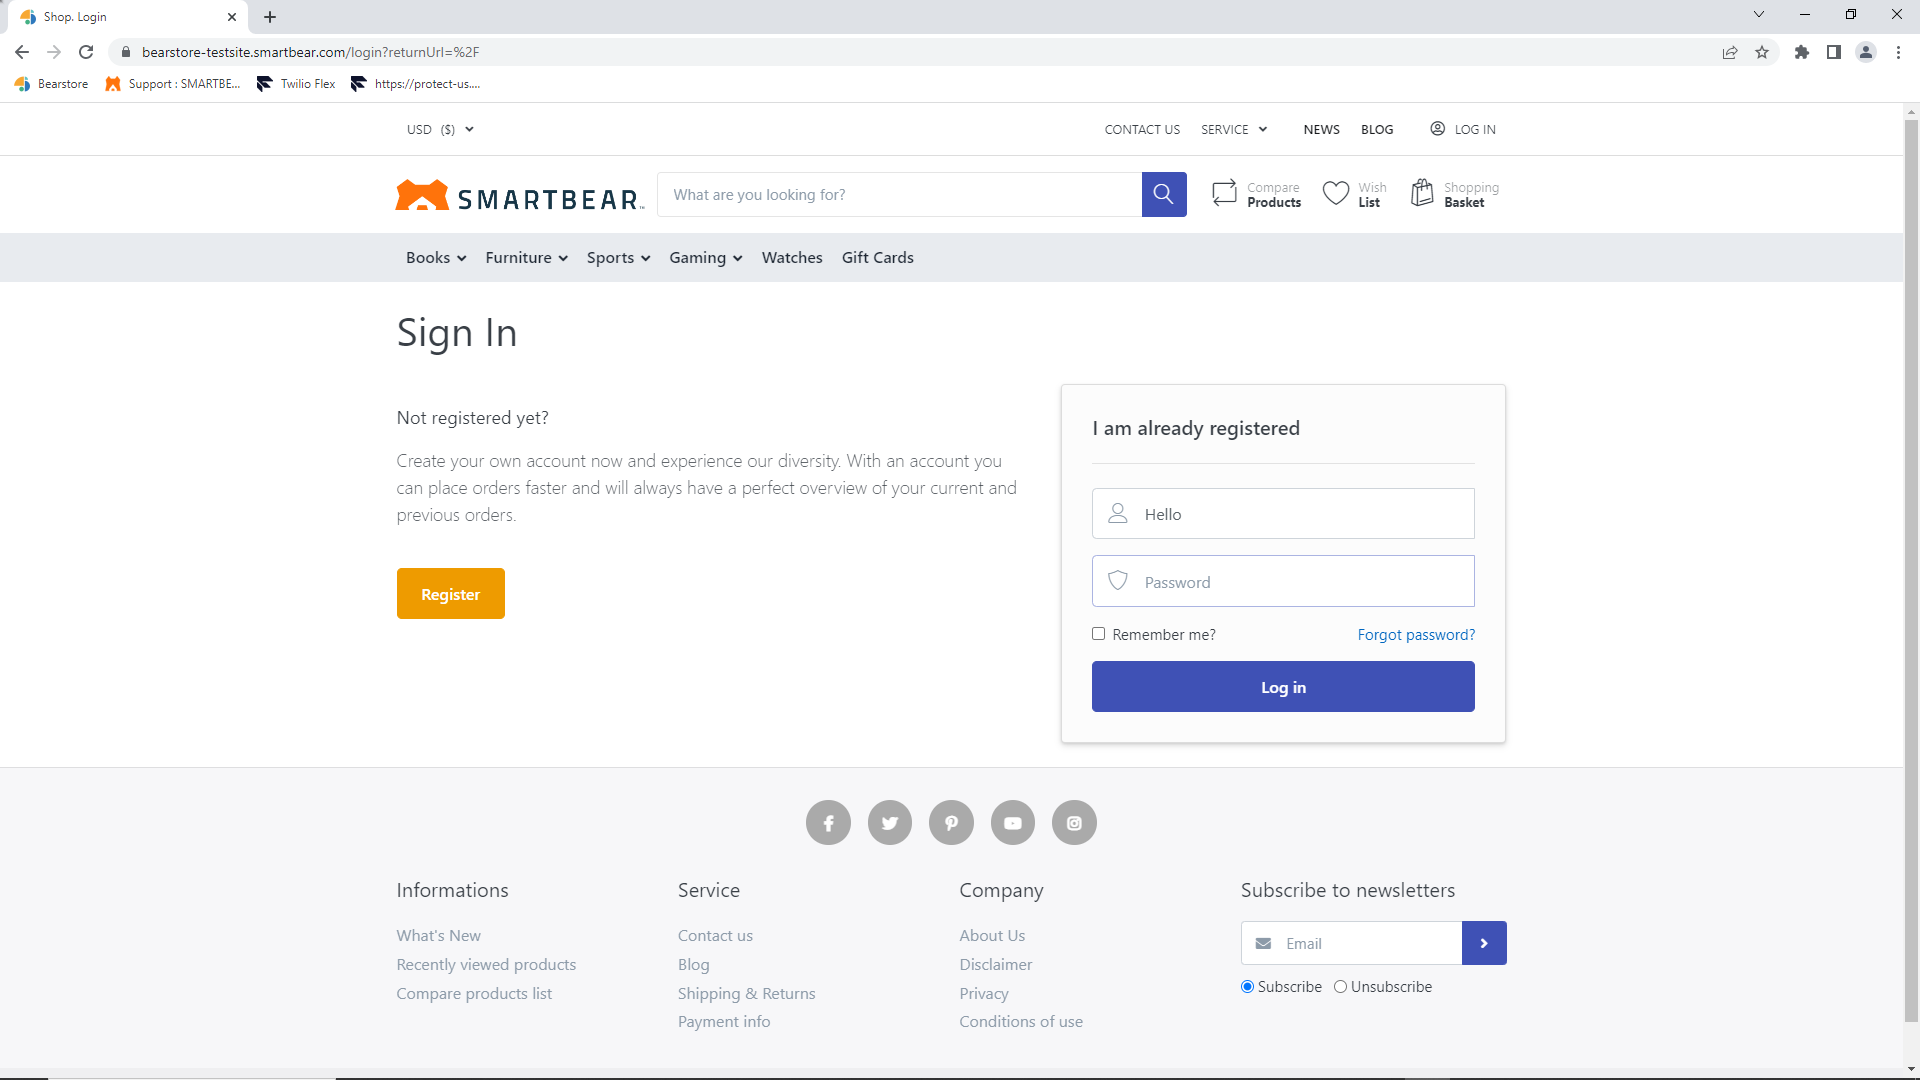 Shop. Login
bearstore-testsite.smartbear.com/login?returnUrl=%2F
Bearstore
Support : SMARTBE...
Twilio Flex
https://protect-us....
USD ($)
CONTACT US
SERVICE
NEWS
BLOG
LOG IN
SMARTBEAR™
What are you looking for?
Compare
Products
Wish
List
Shopping
Basket
Books
Furniture
Sports
Gaming
Watches
Gift Cards
Sign In
Not registered yet?
Create your own account now and experience our diversity. With an account you
can place orders faster and will always have a perfect overview of your current and
previous orders.
Register
I am already registered
Hello
Password
Remember me?
Forgot password?
Log in
Informations
What's New
Recently viewed products
Compare products list
Service
Contact us
Blog
Shipping & Returns
Payment info
Company
About Us
Disclaimer
Privacy
Conditions of use
Subscribe to newsletters
Email
Subscribe
Unsubscribe